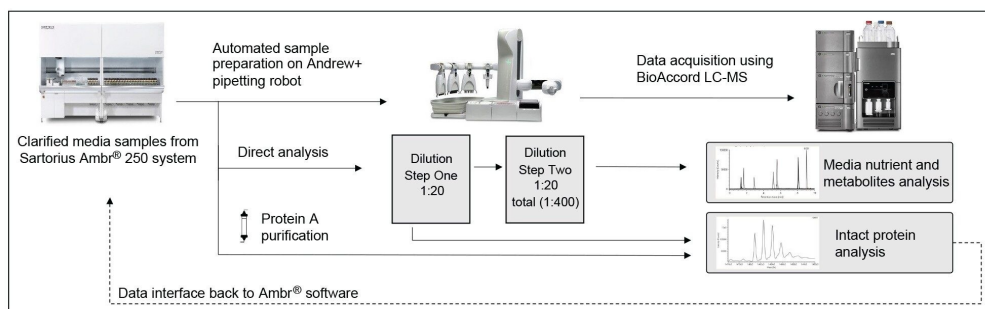 Automated sample
preparation on Andrew+
pipetting robot
Data acquisition using
BioAccord LC-MS
Clarified media samples from
Sartorius Ambr® 250 system
Direct analysis
Dilution
Step One
1:20
Dilution
Step Two
1:20
total (1:400)
Media nutrient and
metabolites analysis
Protein A
purification
Intact protein
analysis
Data interface back to Ambr® software